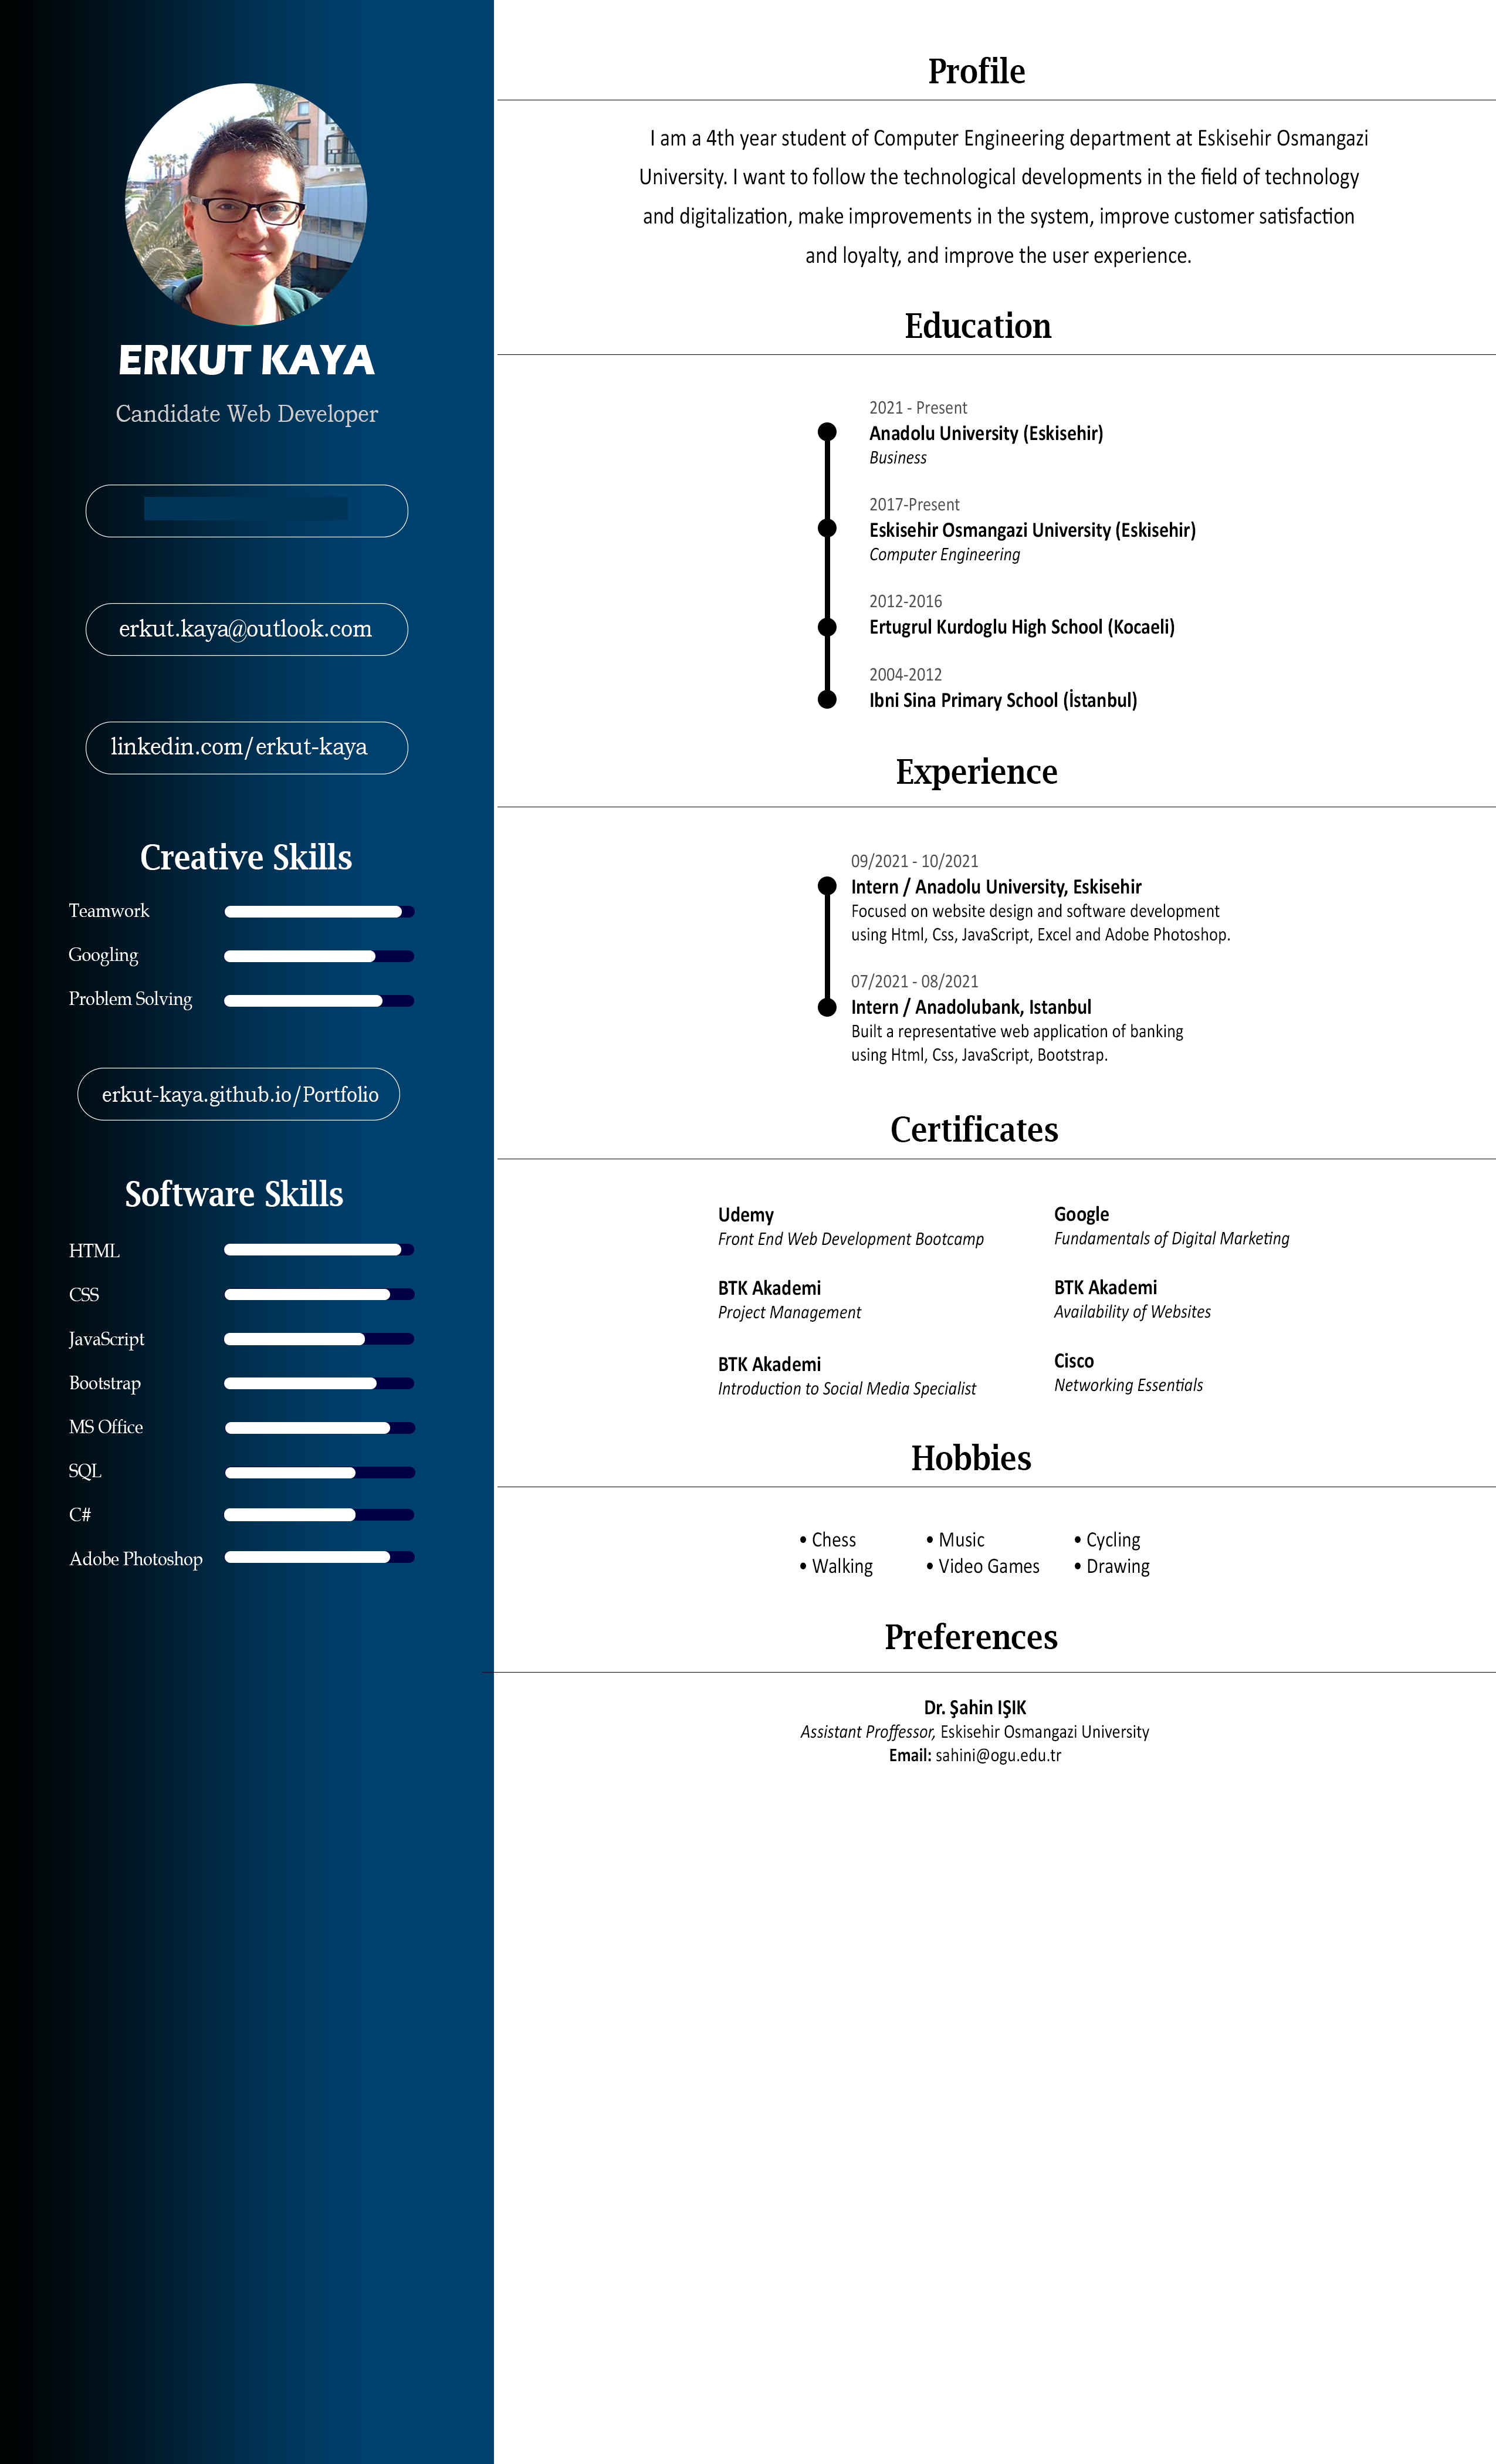 ERKUT KAYA
Candidate Web Developer
erkut.kaya@outlook.com
linkedin.com/erkut-kaya
Creative Skills
Teamwork
Googling
Problem Solving
erkut-kaya.github.io/Portfolio
Software Skills
HTML
CSS
JavaScript
Bootstrap
MS Office
SQL
C#
Adobe Photoshop
Profile
I am a 4th year student of Computer Engineering department at Eskisehir Osmangazi
University. I want to follow the technological developments in the field of technology
and digitalization, make improvements in the system, improve customer satisfaction
and loyalty, and improve the user experience.
Education
2021 - Present
Anadolu University (Eskisehir)
Business
2017-Present
Eskisehir Osmangazi University (Eskisehir)
Computer Engineering
2012-2016
Ertugrul Kurdoglu High School (Kocaeli)
2004-2012
Ibni Sina Primary School (İstanbul)
Experience
09/2021 - 10/2021
Intern / Anadolu University, Eskisehir
Focused on website design and software development
using Html, Css, JavaScript, Excel and Adobe Photoshop.
07/2021 - 08/2021
Intern / Anadolubank, Istanbul
Built a representative web application of banking
using Html, Css, JavaScript, Bootstrap.
Certificates
Udemy
Front End Web Development Bootcamp
BTK Akademi
Project Management
BTK Akademi
Introduction to Social Media Specialist
Google
Fundamentals of Digital Marketing
BTK Akademi
Availability of Websites
Cisco
Networking Essentials
Hobbies
• Chess • Music • Cycling
• Walking • Video Games • Drawing
Preferences
Dr. Şahin IŞIK
Assistant Proffessor, Eskisehir Osmangazi University
Email: sahini@ogu.edu.tr